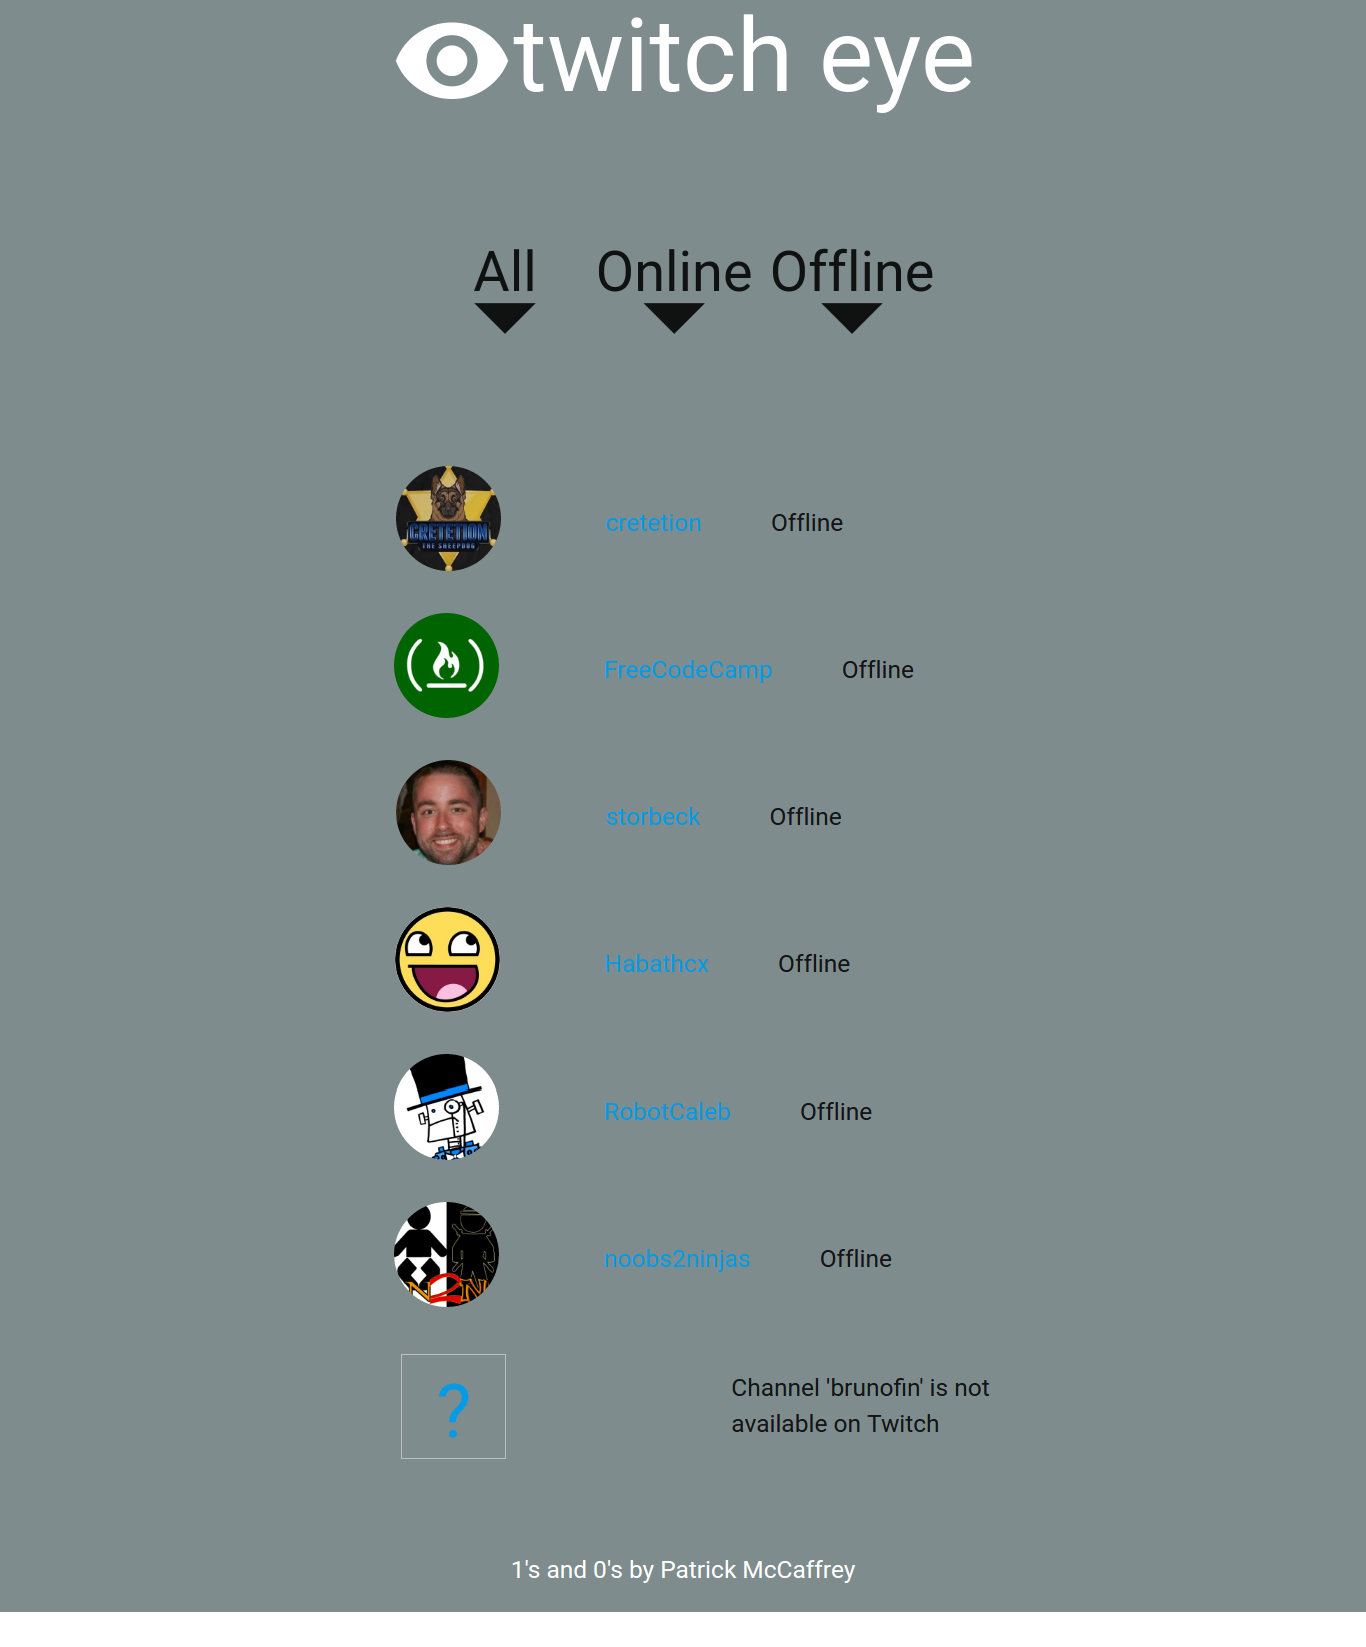 twitch eye
All Online Offline
CRETETION
THE SHEEPDOG
cretetion Offline
FreeCodeCamp Offline
storbeck Offline
Habathcx Offline
RobotCaleb Offline
N2N
noobs2ninjas Offline
?
Channel 'brunofin' is not
available on Twitch
1's and 0's by Patrick McCaffrey